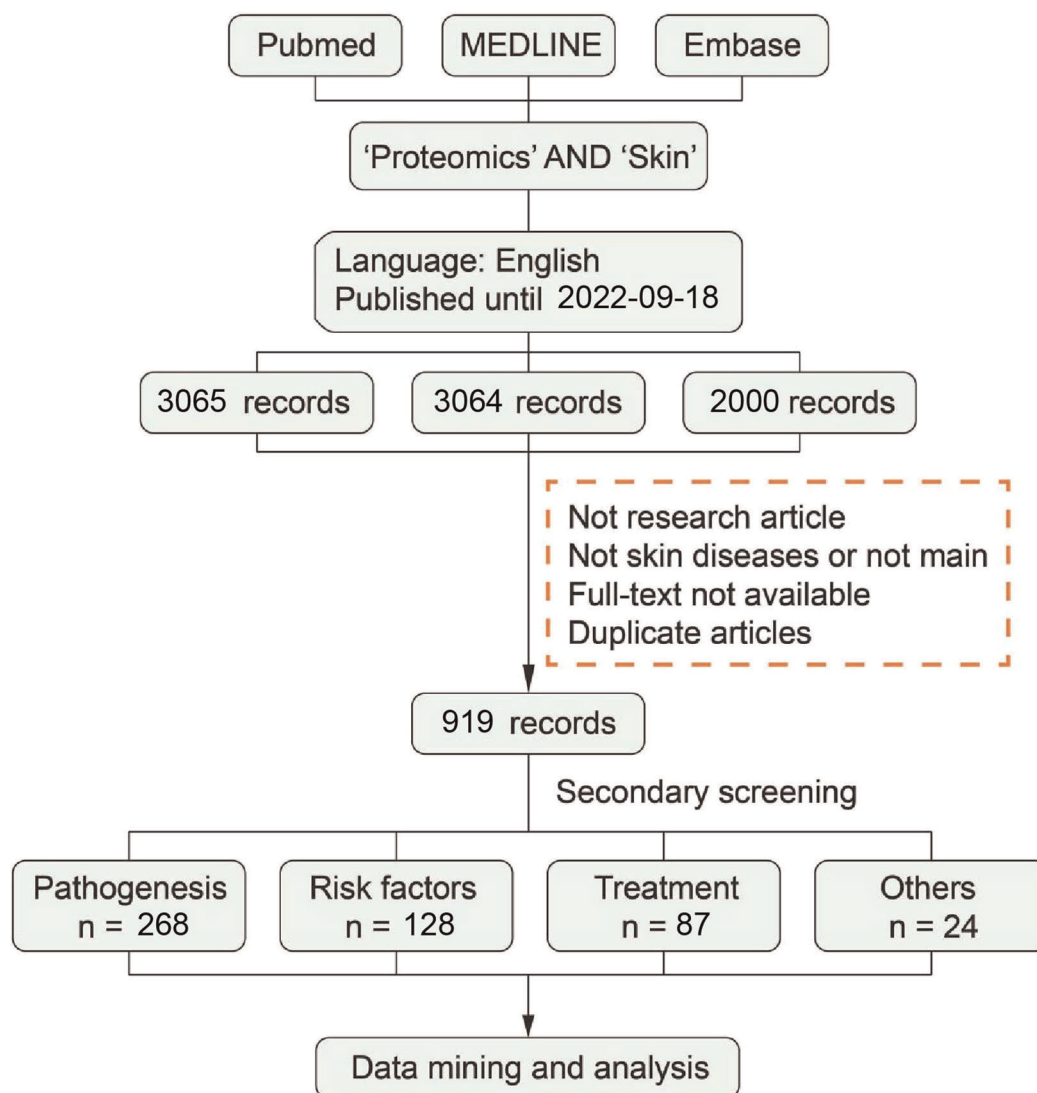 Pubmed
MEDLINE
Embase
‘Proteomics’ AND ‘Skin’
Language: English
Published until 2022-09-18
3065 records
3064 records
2000 records
Not research article
Not skin diseases or not main
Full-text not available
Duplicate articles
919 records
Secondary screening
Pathogenesis
n = 268
Risk factors
n = 128
Treatment
n = 87
Others
n = 24
Data mining and analysis